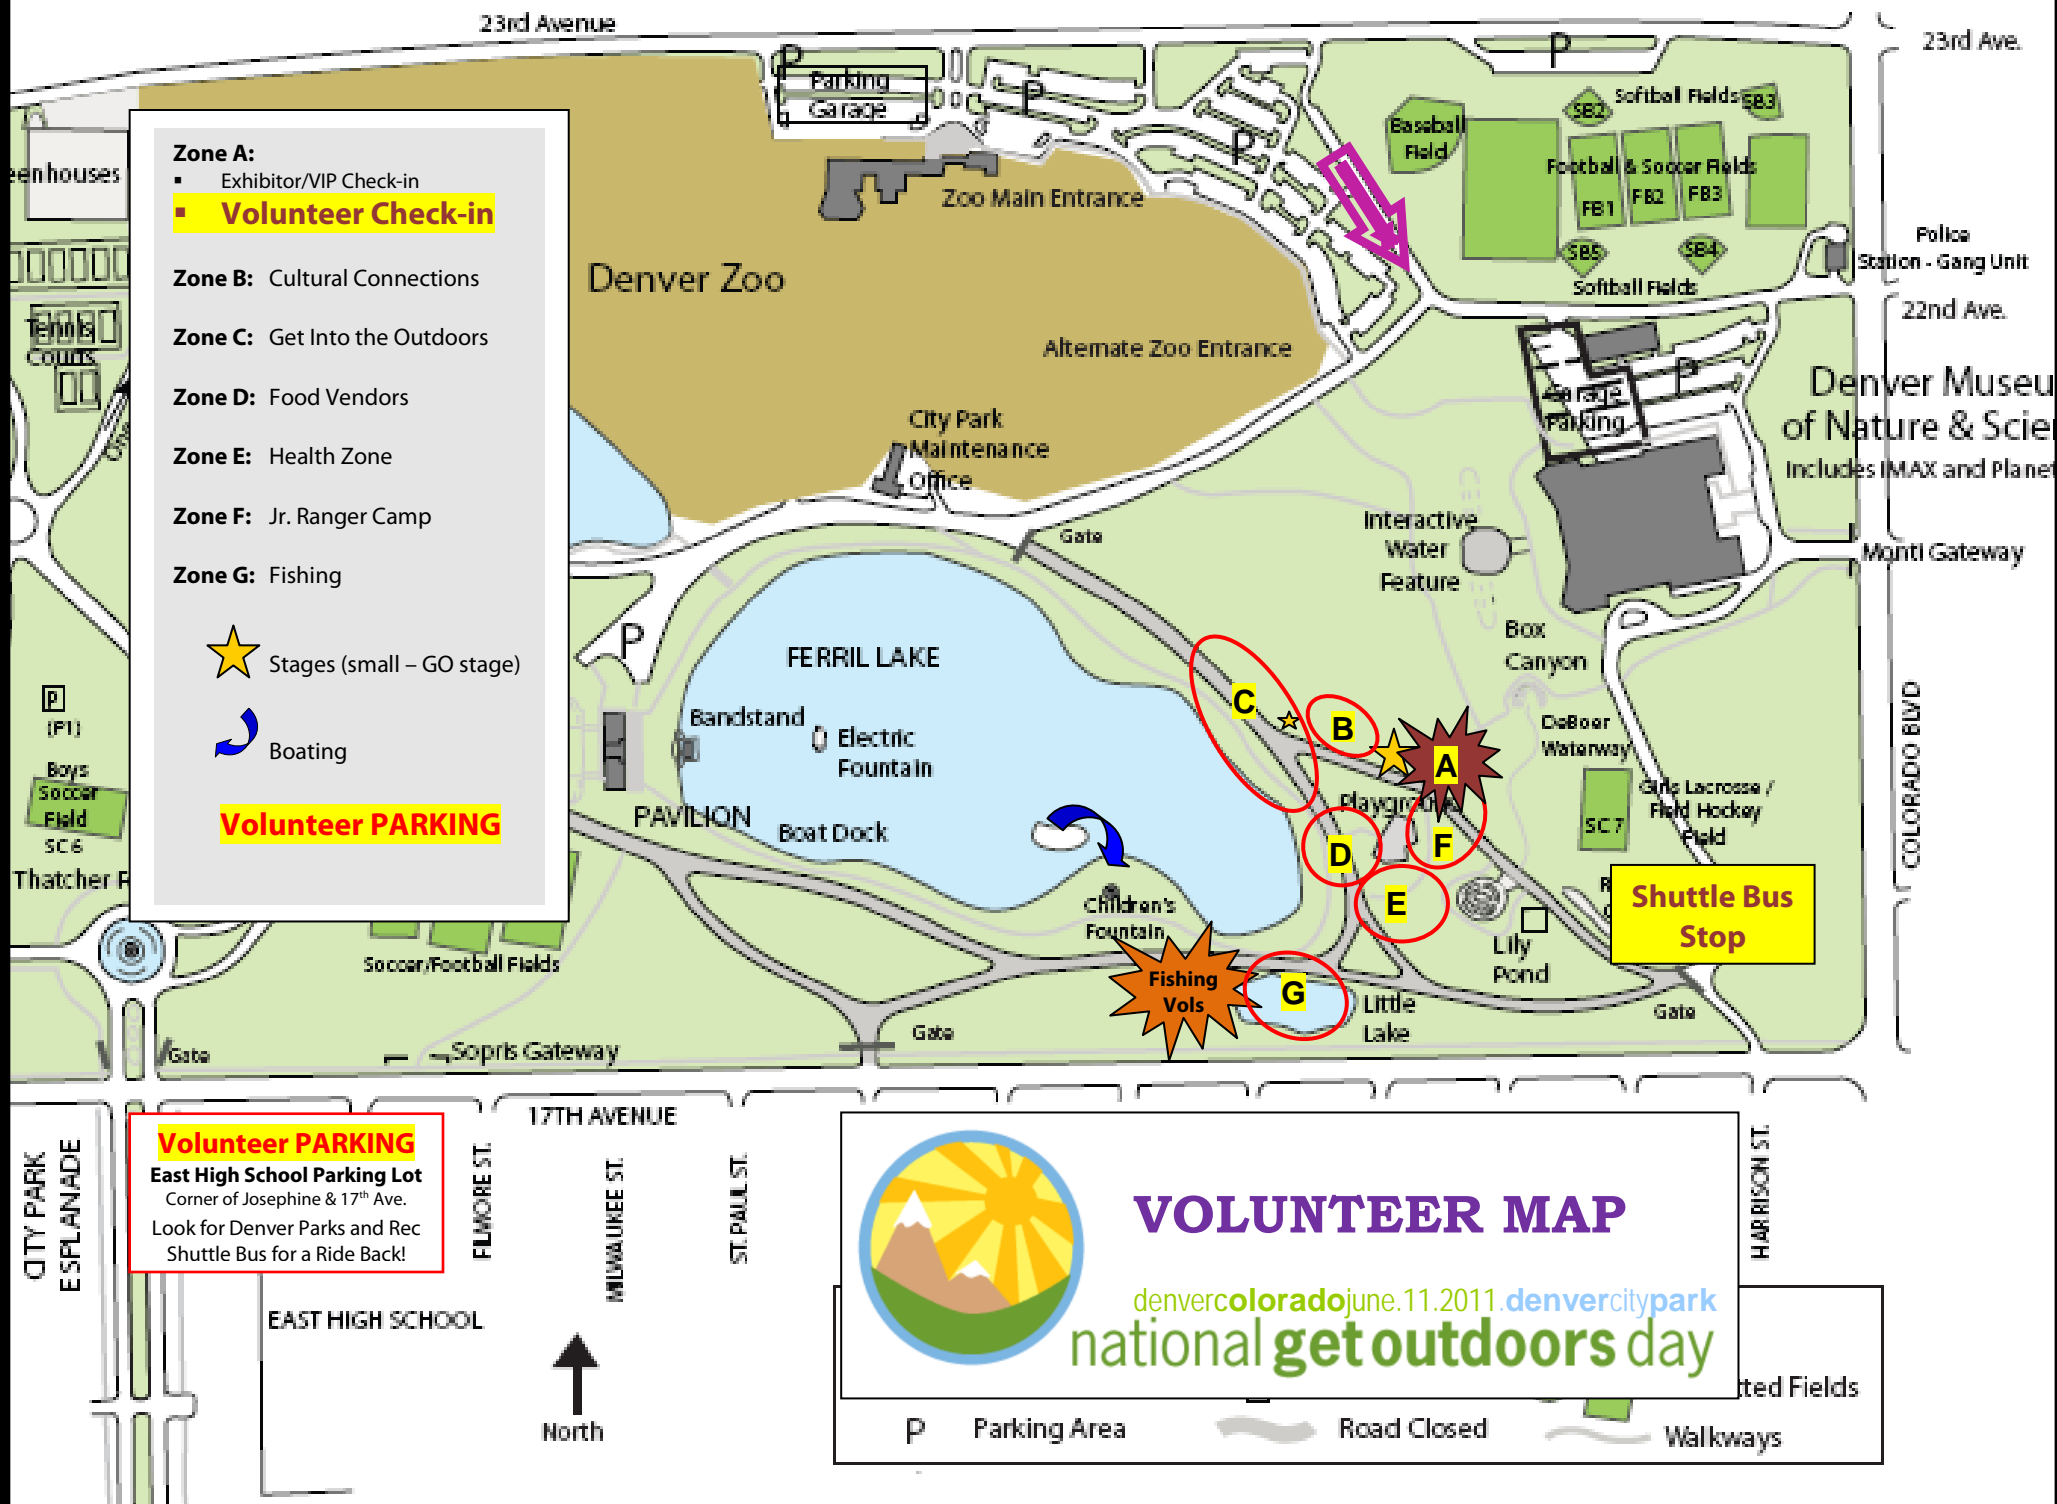 23rd Avenue
23rd Ave.
P
Parking
Garage
P
P
P
Baseball
Field
Softball Fields
SB2
SB3
Football & Soccer Fields
FB1
FB2
FB3
SB5
SB4
Softball Fields
Police
Station - Gang Unit
22nd Ave.
Zoo Main Entrance
Denver Zoo
Alternate Zoo Entrance
Zone A:
▪ Exhibitor/VIP Check-in
▪ Volunteer Check-in
Zone B: Cultural Connections
Zone C: Get Into the Outdoors
Zone D: Food Vendors
Zone E: Health Zone
Zone F: Jr. Ranger Camp
Zone G: Fishing
Stages (small – GO stage)
Boating
Volunteer PARKING
enhouses
Tennis
Courts
One
P
(P1)
Boys
Soccer
Field
SC6
Thatcher F
City Park
Maintenance
Office
P
Garage
Parking
Denver Museu
of Nature & Scie
Includes IMAX and Planet
Monti Gateway
Gate
Interactive
Water
Feature
Box
Canyon
DeBoer
Waterway
P
FERRIL LAKE
Bandstand
Electric
Fountain
PAVILION
Boat Dock
Children's
Fountain
C
B
A
Playgroun
D
F
E
G
SC7
Girls Lacrosse /
Field Hockey
Field
COLORADO BLVD
Shuttle Bus
Stop
Lily
Pond
Fishing
Vols
Little
Lake
Gate
Soccer/Football Fields
Gate
Sopris Gateway
Gate
17TH AVENUE
CITY PARK
ESPLANADE
Volunteer PARKING
East High School Parking Lot
Corner of Josephine & 17th Ave.
Look for Denver Parks and Rec
Shuttle Bus for a Ride Back!
FILMORE ST.
MILWAUKEE ST.
ST. PAUL ST.
HARRISON ST.
EAST HIGH SCHOOL
North
VOLUNTEER MAP
denvercoloradojune.11.2011.denvercitypark
national get outdoors day
tted Fields
P Parking Area
Road Closed
Walkways